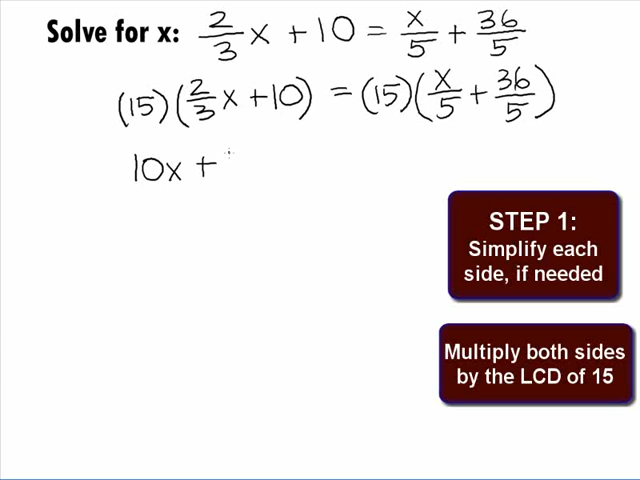 Solve for x: 2/3 x + 10 = x/5 + 36/5
(15)(2/3 x + 10) = (15)(x/5 + 36/5)
10x +
STEP 1:
Simplify each
side, if needed
Multiply both sides
by the LCD of 15